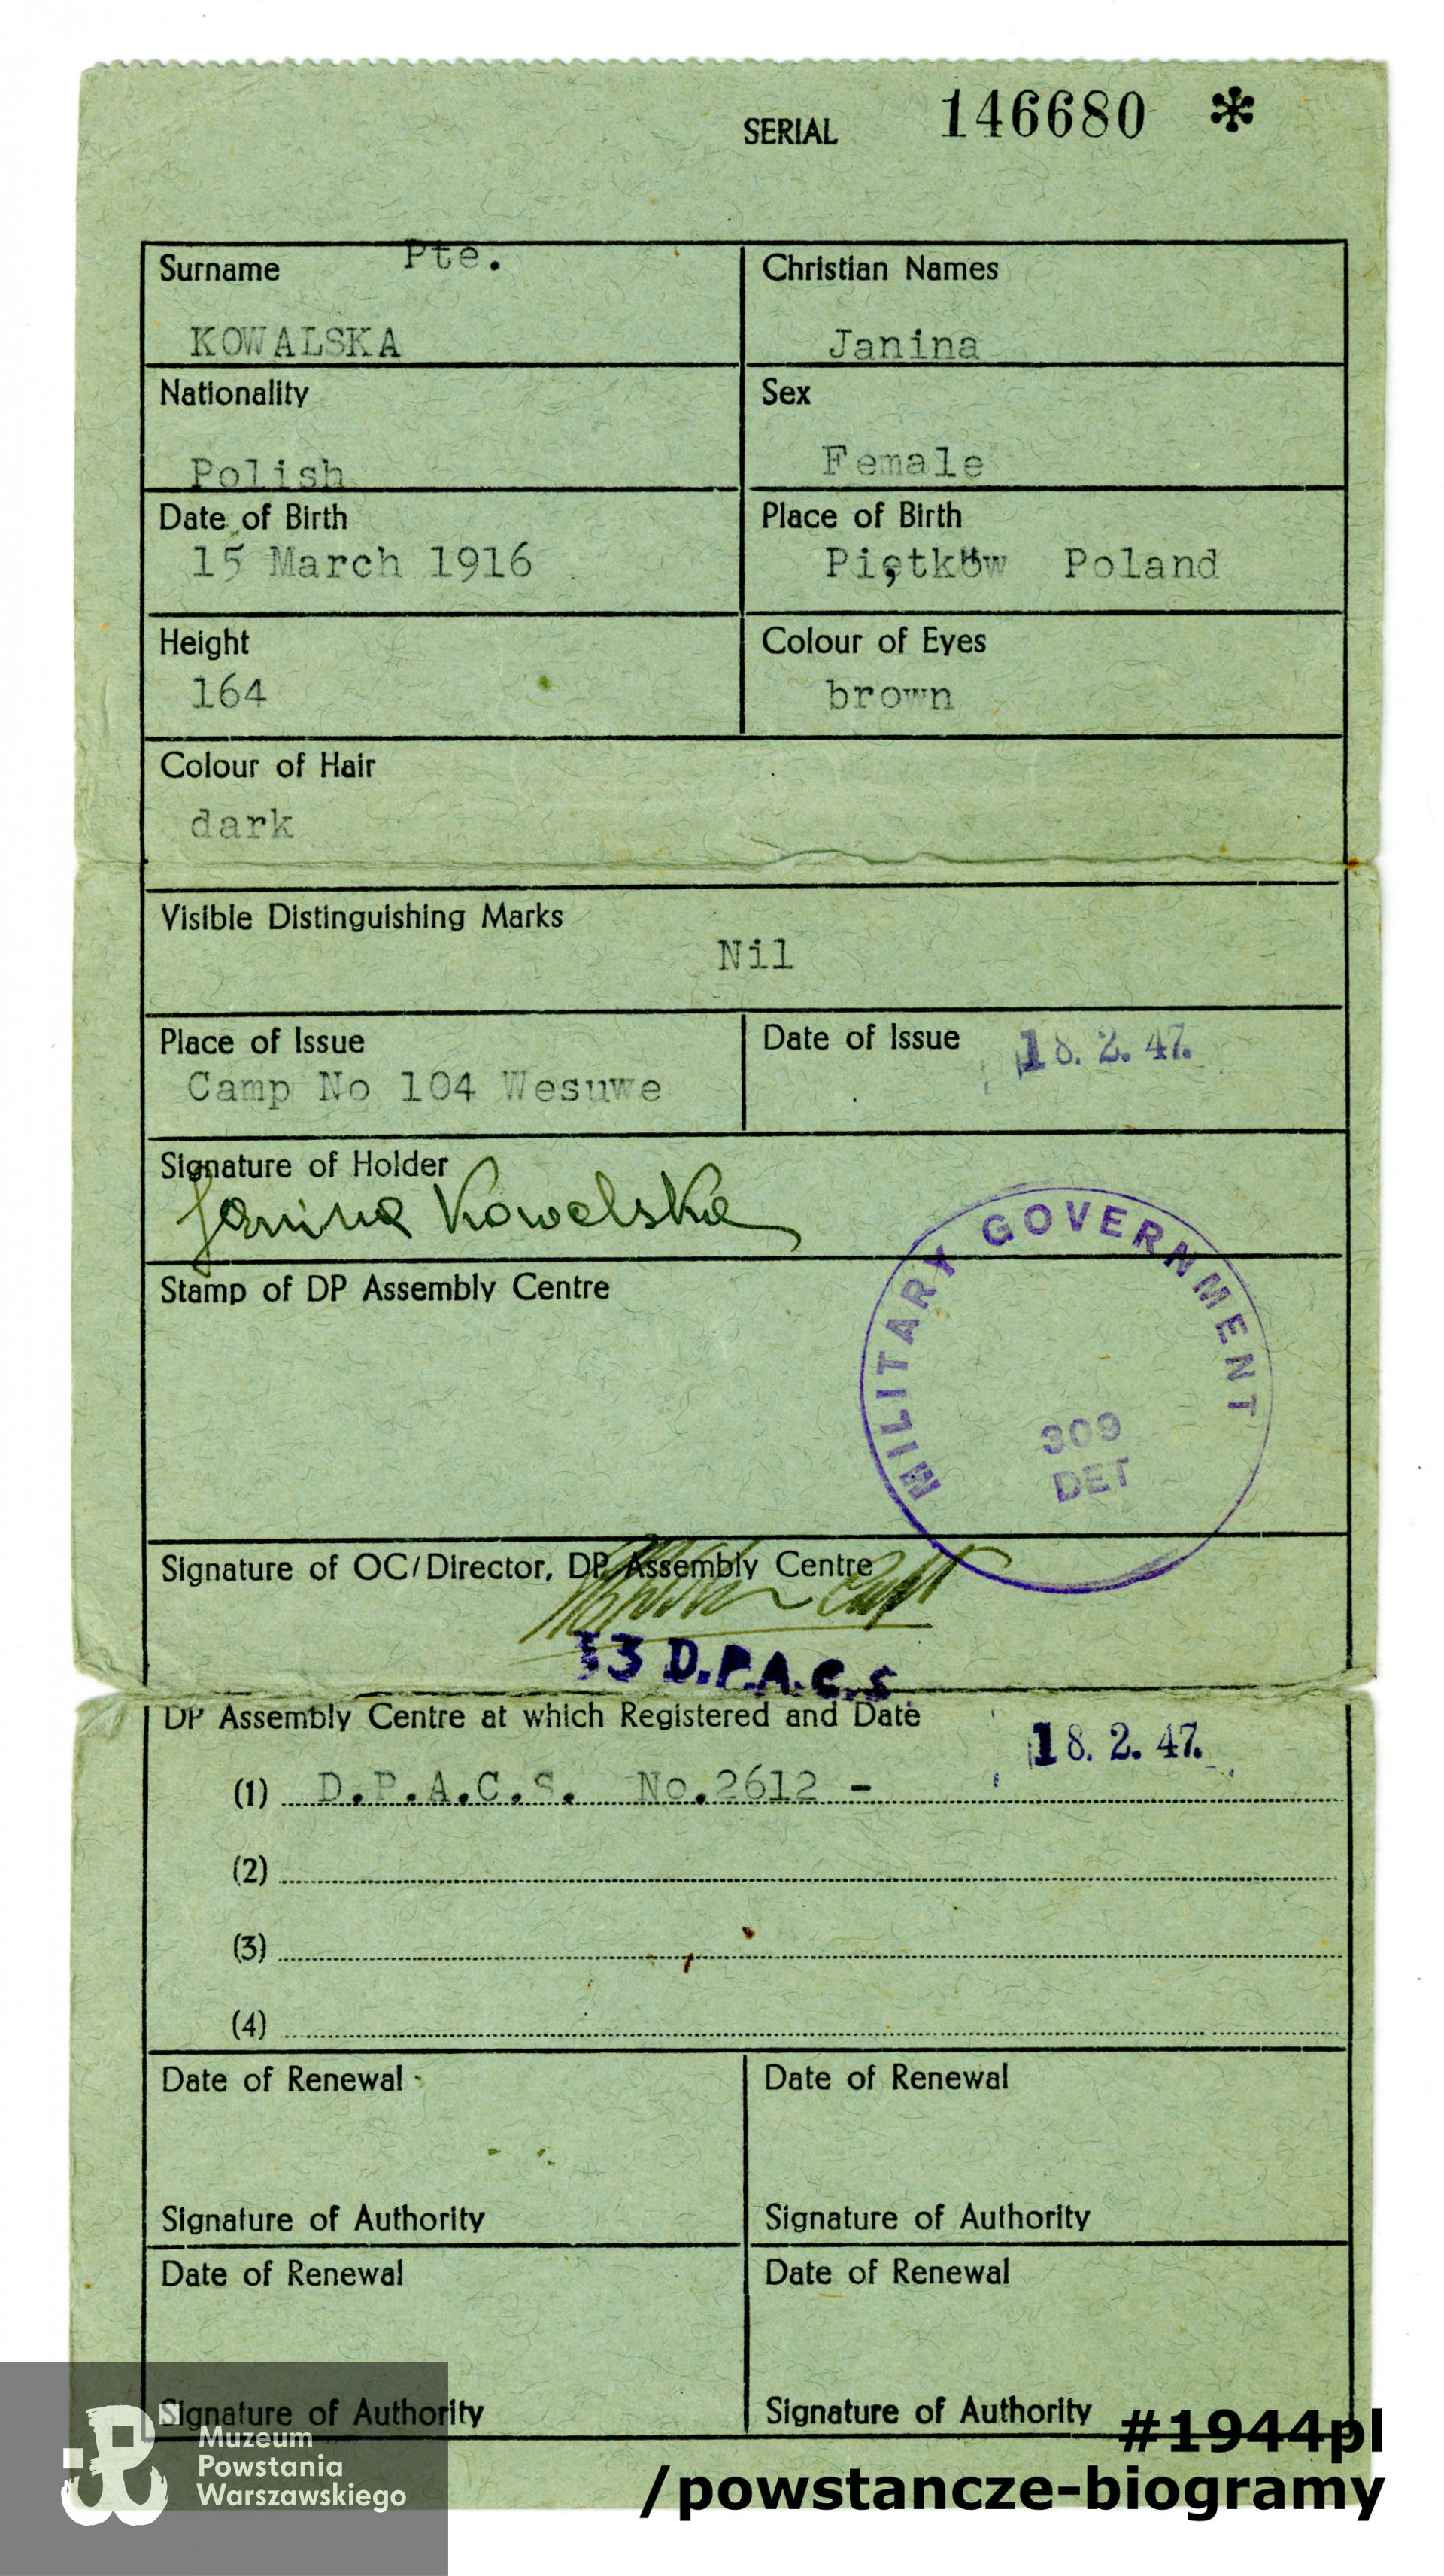 SERIAL 146680 *
Surname Pte.
KOWALSKA
Christian Names
Janina
Nationality
Polish
Sex
Female
Date of Birth
15 March 1916
Place of Birth
Piętków Poland
Height
164
Colour of Eyes
brown
Colour of Hair
dark
Visible Distinguishing Marks
Nil
Place of Issue
Camp No 104 Wesuwe
Date of Issue 18. 2. 47.
Signature of Holder
Janina Kowalska
Stamp of DP Assembly Centre
MILITARY GOVERNMENT
309
DET
Signature of OC/Director, DP Assembly Centre
33 D.P.A.C.S
DP Assembly Centre at which Registered and Date
18. 2. 47.
(1) D.P.A.C.S. No.2612 -
(2)
(3)
(4)
Date of Renewal
Signature of Authority
Date of Renewal
Signature of Authority
Date of Renewal
Signature of Authority
Date of Renewal
Signature of Authority
Muzeum
Powstania
Warszawskiego
#1944pl
/powstancze-biogramy